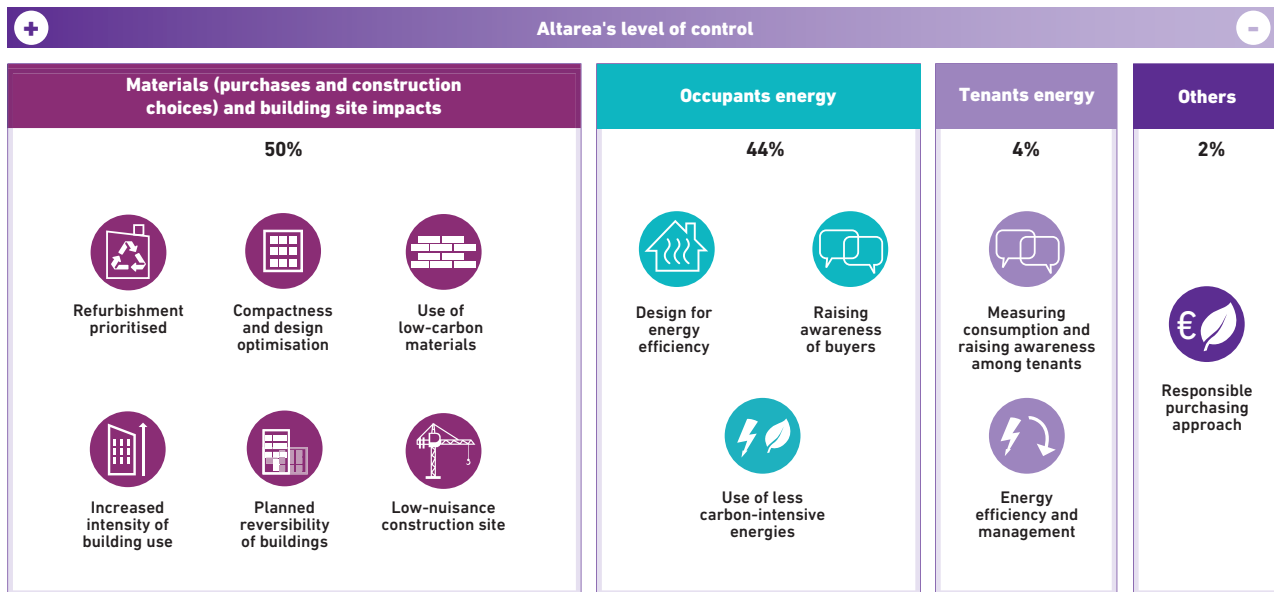 +
Altarea's level of control
-
Materials (purchases and construction
choices) and building site impacts
50%
Refurbishment
prioritised
Compactness
and design
optimisation
Use of
low-carbon
materials
Increased
intensity of
building use
Planned
reversibility
of buildings
Low-nuisance
construction site
Occupants energy
44%
Design for
energy
efficiency
Raising
awareness
of buyers
Use of less
carbon-intensive
energies
Tenants energy
4%
Measuring
consumption and
raising awareness
among tenants
Energy
efficiency and
management
Others
2%
€
Responsible
purchasing
approach